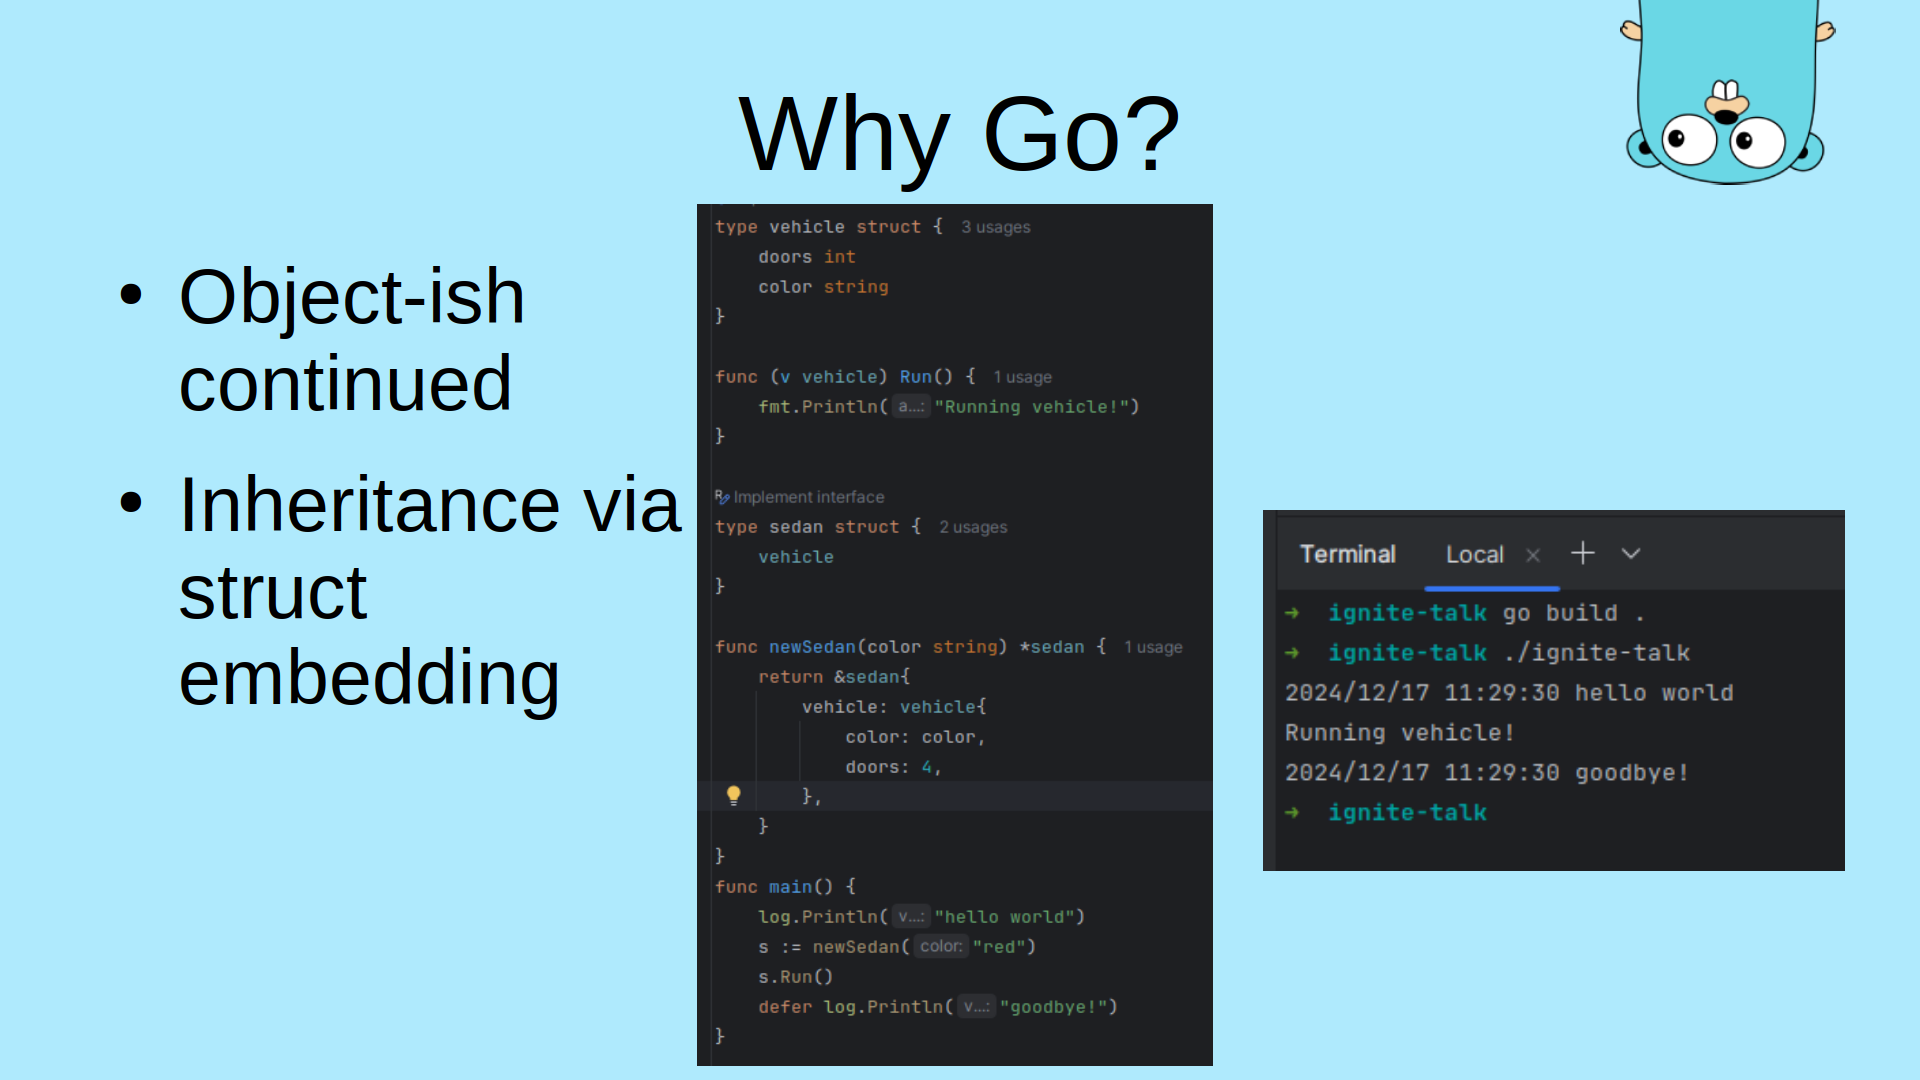 Why Go?
• Object-ish
continued
• Inheritance via
struct
embedding
type vehicle struct { 3 usages
    doors int
    color string
}
func (v vehicle) Run() { 1 usage
    fmt.Println( a...: "Running vehicle!")
}
Implement interface
type sedan struct { 2 usages
    vehicle
}
func newSedan(color string) *sedan { 1 usage
    return &sedan{
        vehicle: vehicle{
            color: color,
            doors: 4,
        },
    }
}
func main() {
    log.Println( v...: "hello world")
    s := newSedan( color: "red")
    s.Run()
    defer log.Println( v...: "goodbye!")
}
Terminal Local × + 
➜ ignite-talk go build .
➜ ignite-talk ./ignite-talk
2024/12/17 11:29:30 hello world
Running vehicle!
2024/12/17 11:29:30 goodbye!
➜ ignite-talk